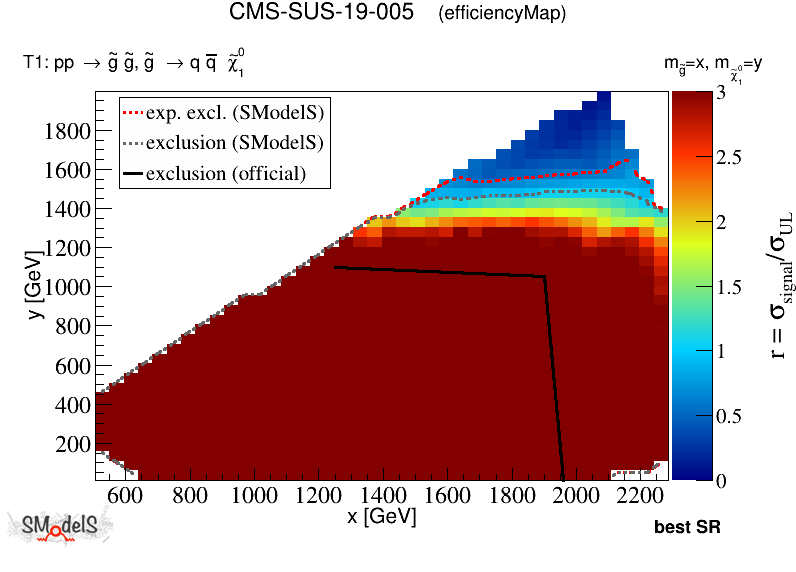 CMS-SUS-19-005 (efficiencyMap)
T1: pp → g̃ g̃, g̃ → q q̅ χ̃₁⁰
m_g̃=x, m_χ̃₁⁰=y
exp. excl. (SModelS)
exclusion (SModelS)
exclusion (official)
1800
1600
1400
1200
1000
800
600
400
200
y [GeV]
600 800 1000 1200 1400 1600 1800 2000 2200
x [GeV]
3
2.5
2
1.5
1
0.5
0
r = σ_signal/σ_UL
SModelS
best SR